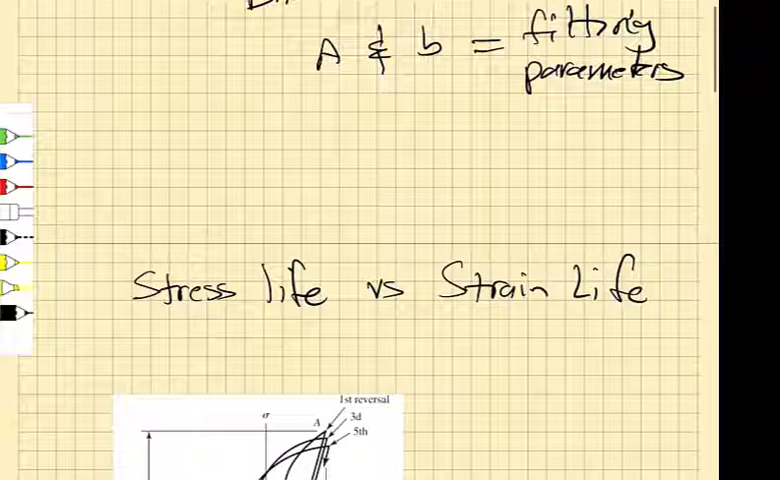 A & b = fitting
parameters
Stress life vs Strain Life
1st reversal
σ A 3d
5th